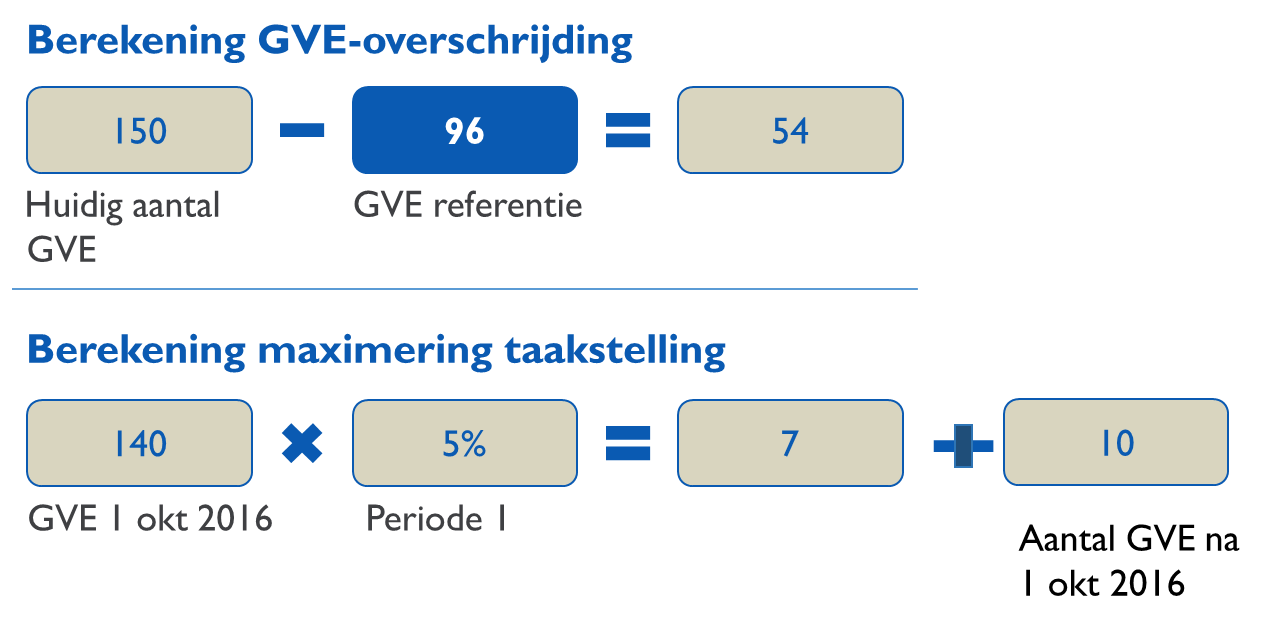 Berekening GVE-overschrijding
150 − 96 = 54
Huidig aantal GVE referentie
GVE
Berekening maximering taakstelling
140 × 5% = 7 + 10
GVE 1 okt 2016 Periode 1
Aantal GVE na
1 okt 2016